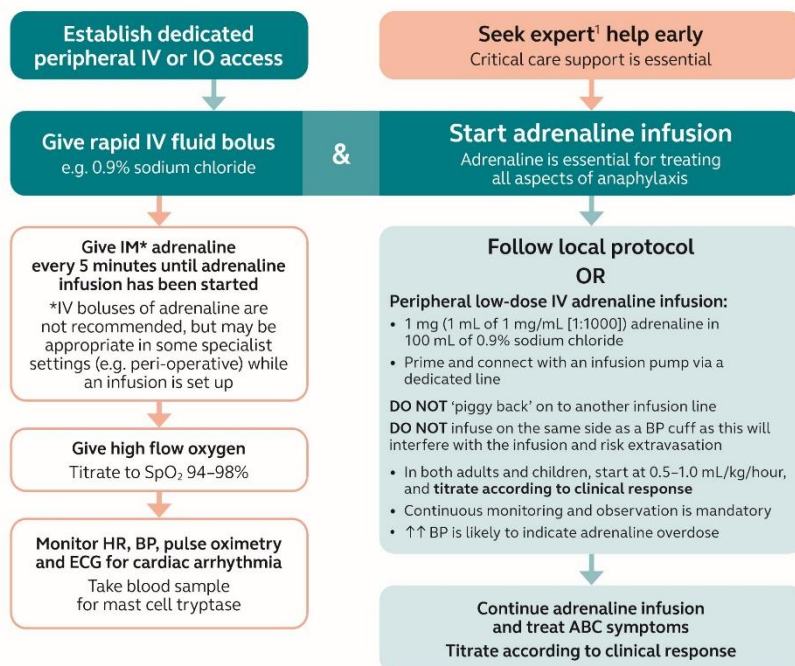 Establish dedicated
peripheral IV or IO access
Seek expert¹ help early
Critical care support is essential
Give rapid IV fluid bolus
e.g. 0.9% sodium chloride
&
Start adrenaline infusion
Adrenaline is essential for treating
all aspects of anaphylaxis
Give IM* adrenaline
every 5 minutes until adrenaline
infusion has been started
*IV boluses of adrenaline are
not recommended, but may be
appropriate in some specialist
settings (e.g. peri-operative) while
an infusion is set up
Give high flow oxygen
Titrate to SpO₂ 94–98%
Monitor HR, BP, pulse oximetry
and ECG for cardiac arrhythmia
Take blood sample
for mast cell tryptase
Follow local protocol
OR
Peripheral low-dose IV adrenaline infusion:
• 1 mg (1 mL of 1 mg/mL [1:1000]) adrenaline in
100 mL of 0.9% sodium chloride
• Prime and connect with an infusion pump via a
dedicated line
DO NOT ‘piggy back’ on to another infusion line
DO NOT infuse on the same side as a BP cuff as this will
interfere with the infusion and risk extravasation
• In both adults and children, start at 0.5–1.0 mL/kg/hour,
and titrate according to clinical response
• Continuous monitoring and observation is mandatory
• ↑↑ BP is likely to indicate adrenaline overdose
Continue adrenaline infusion
and treat ABC symptoms
Titrate according to clinical response